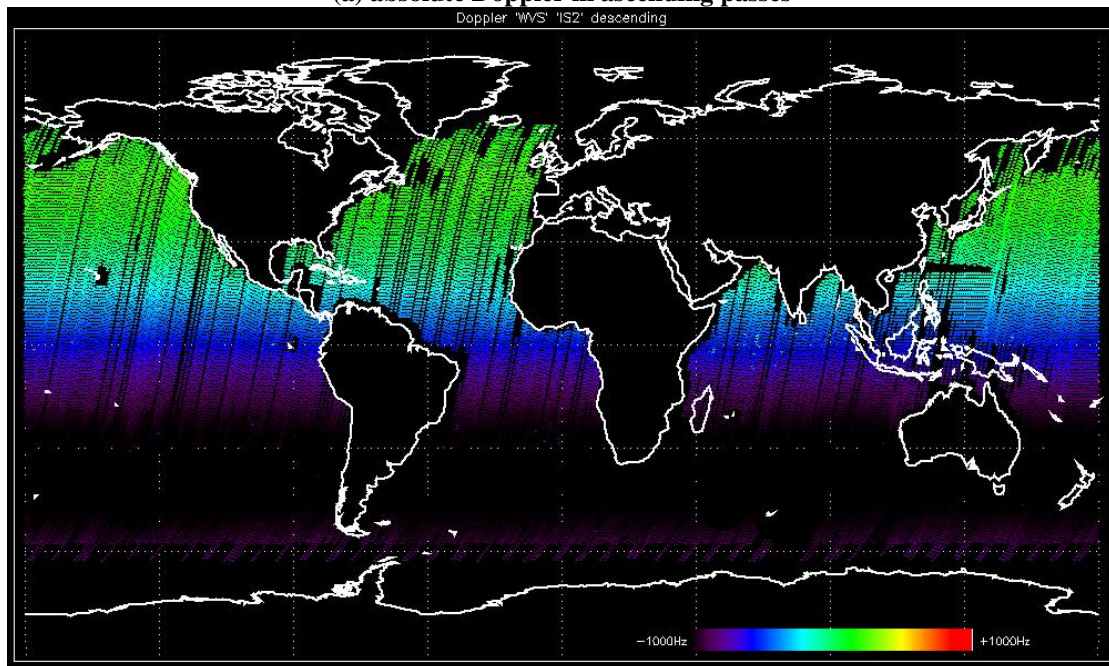 (a) absolute Doppler in ascending passes
Doppler 'WVS' 'IS2' descending
−1000Hz
+1000Hz